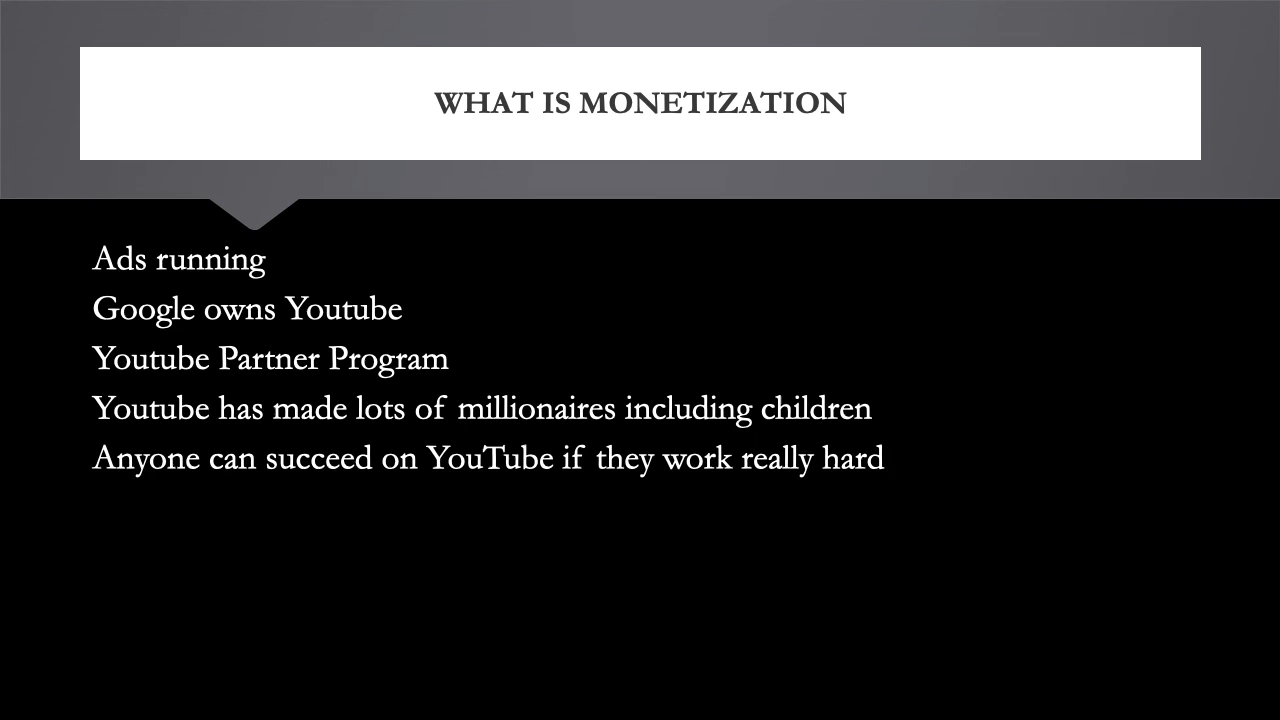 WHAT IS MONETIZATION
Ads running
Google owns Youtube
Youtube Partner Program
Youtube has made lots of millionaires including children
Anyone can succeed on YouTube if they work really hard